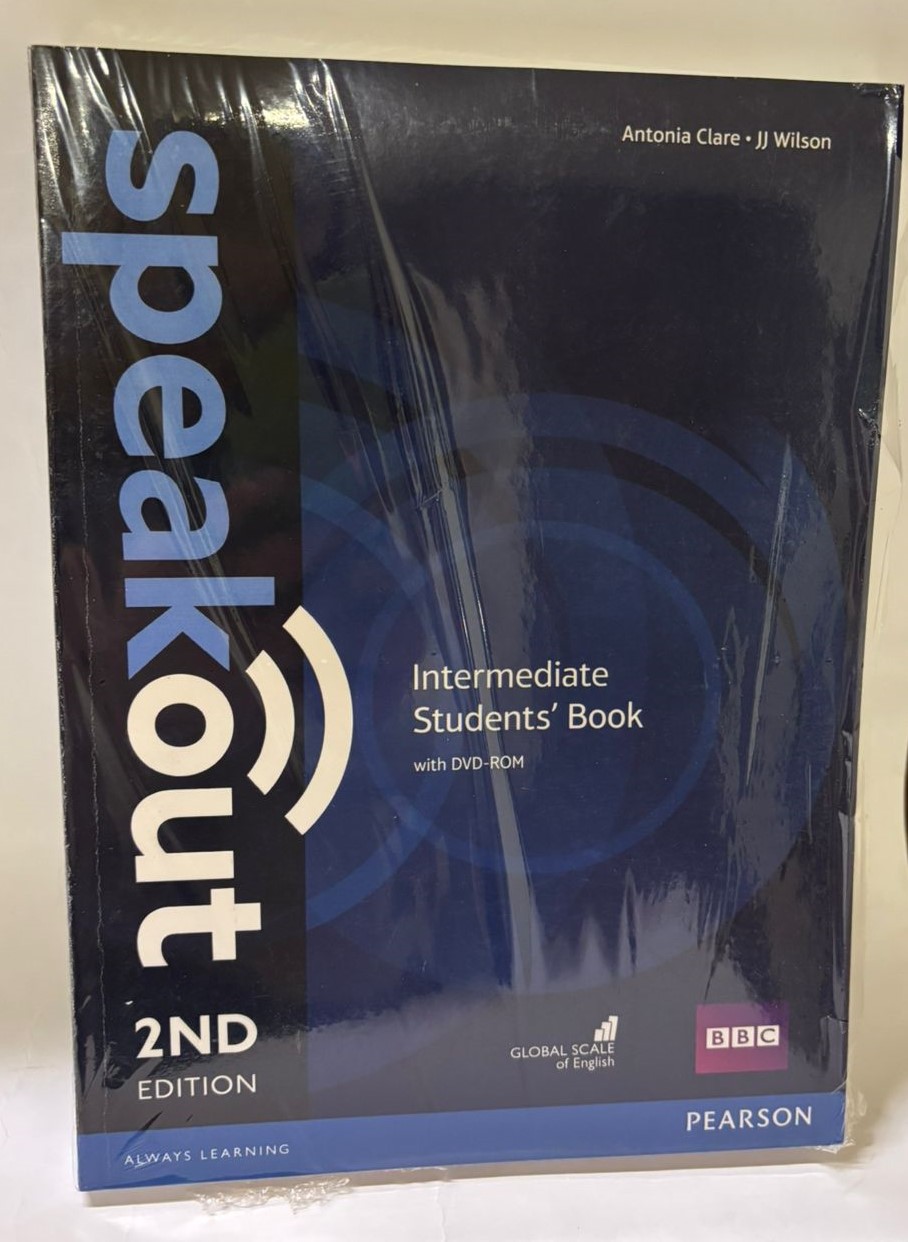 Antonia Clare • JJ Wilson
speakout
Intermediate
Students’ Book
with DVD-ROM
2ND
EDITION
GLOBAL SCALE
of English
BBC
PEARSON
ALWAYS LEARNING